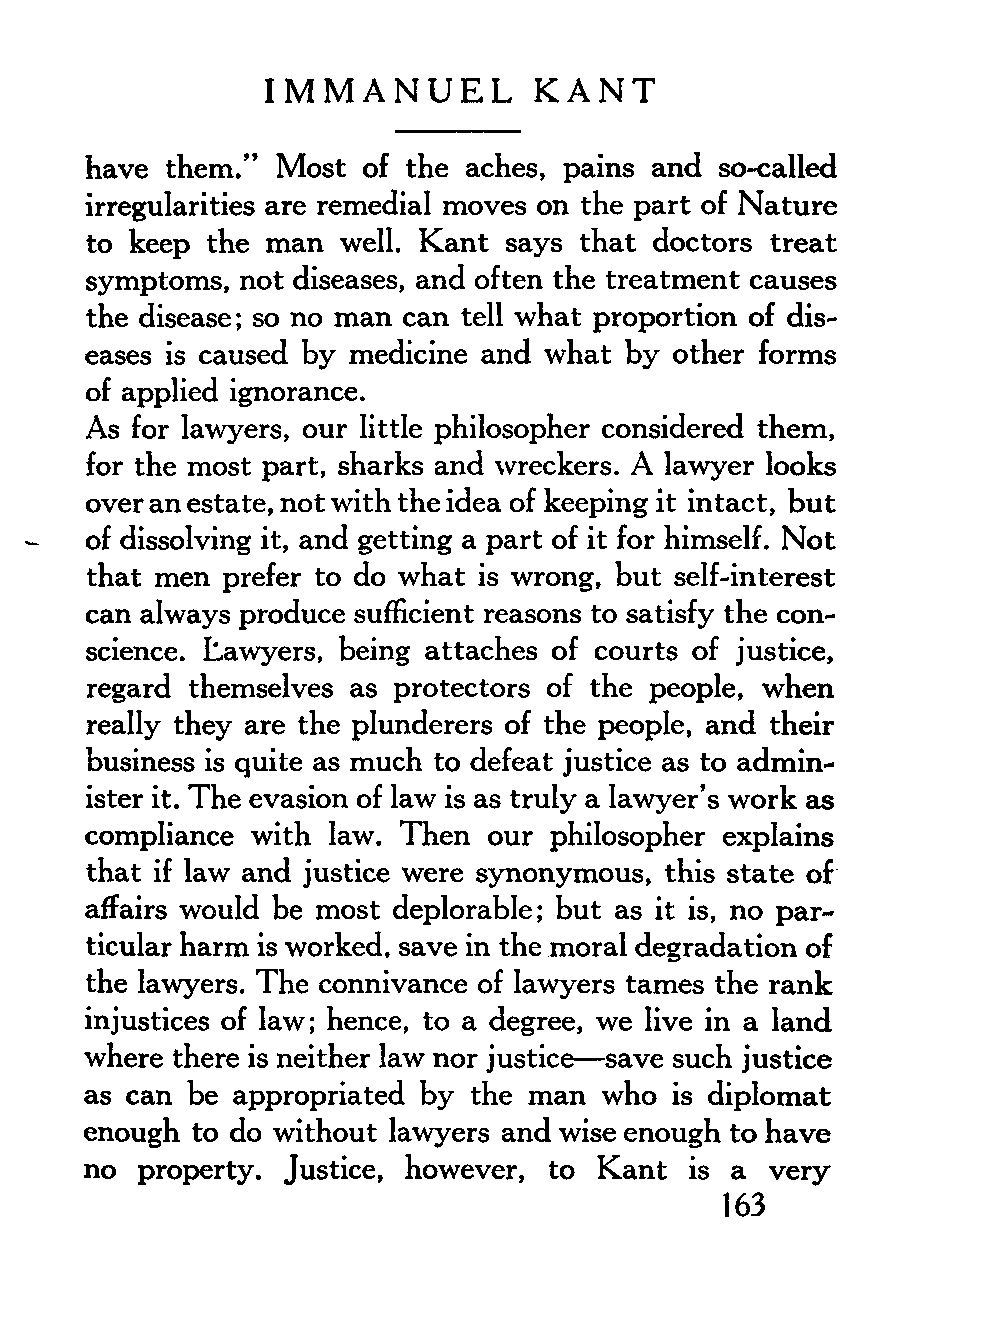 IMMANUEL KANT
have them.” Most of the aches, pains and so-called
irregularities are remedial moves on the part of Nature
to keep the man well. Kant says that doctors treat
symptoms, not diseases, and often the treatment causes
the disease; so no man can tell what proportion of dis-
eases is caused by medicine and what by other forms
of applied ignorance.
As for lawyers, our little philosopher considered them,
for the most part, sharks and wreckers. A lawyer looks
over an estate, not with the idea of keeping it intact, but
of dissolving it, and getting a part of it for himself. Not
that men prefer to do what is wrong, but self-interest
can always produce sufficient reasons to satisfy the con-
science. Lawyers, being attaches of courts of justice,
regard themselves as protectors of the people, when
really they are the plunderers of the people, and their
business is quite as much to defeat justice as to admin-
ister it. The evasion of law is as truly a lawyer’s work as
compliance with law. Then our philosopher explains
that if law and justice were synonymous, this state of
affairs would be most deplorable; but as it is, no par-
ticular harm is worked, save in the moral degradation of
the lawyers. The connivance of lawyers tames the rank
injustices of law; hence, to a degree, we live in a land
where there is neither law nor justice—save such justice
as can be appropriated by the man who is diplomat
enough to do without lawyers and wise enough to have
no property. Justice, however, to Kant is a very
163